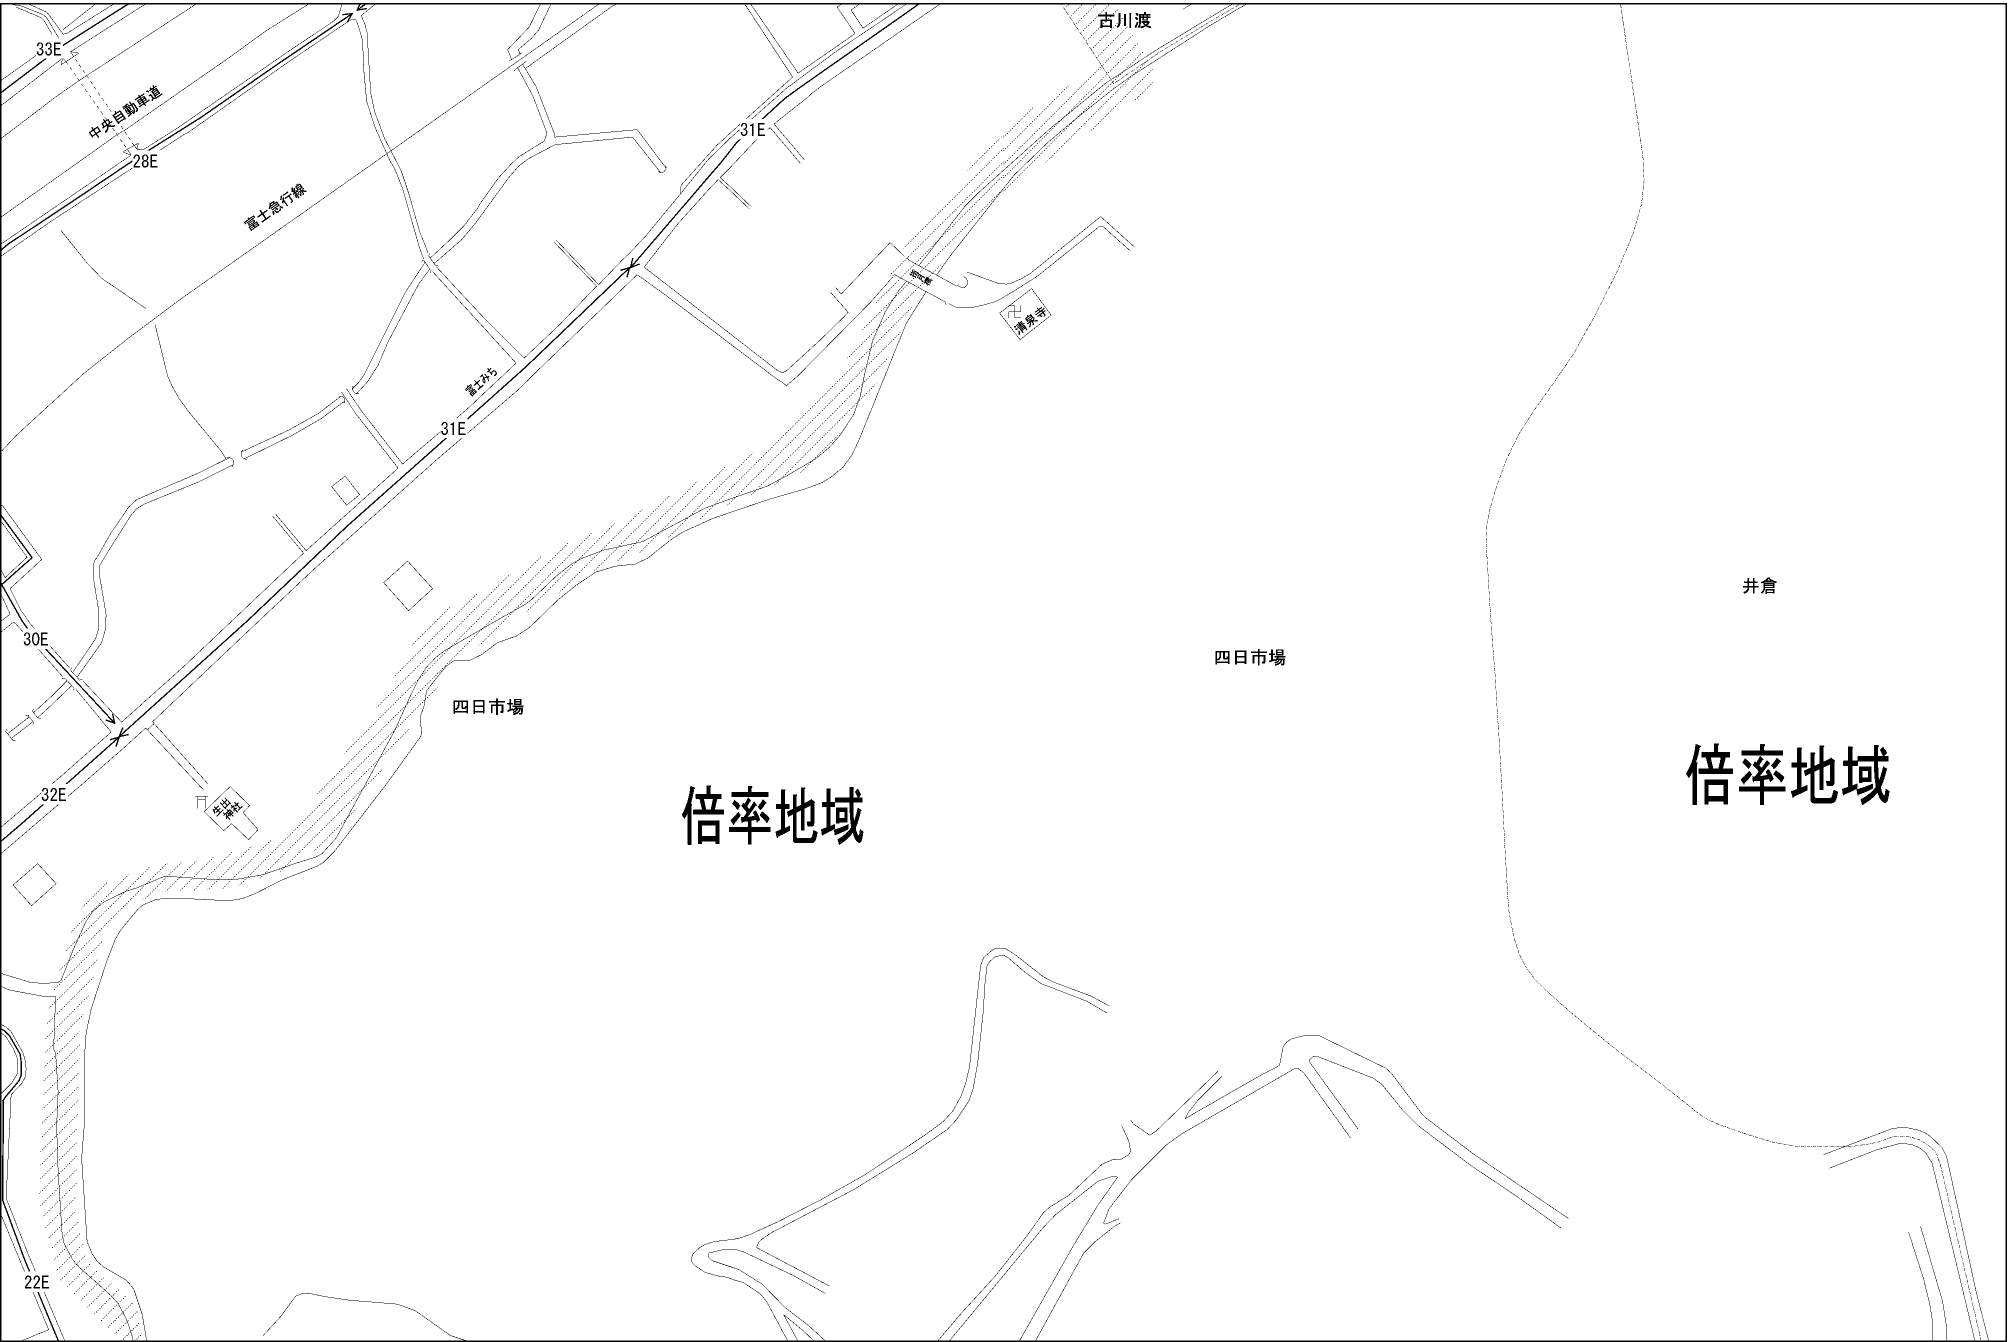 古川渡
33E
中央自動車道
31E
28E
富士急行線
清泉寺
富士みち
31E
井倉
30E
四日市場
四日市場
倍率地域
32E
生出
神社
倍率地域
22E